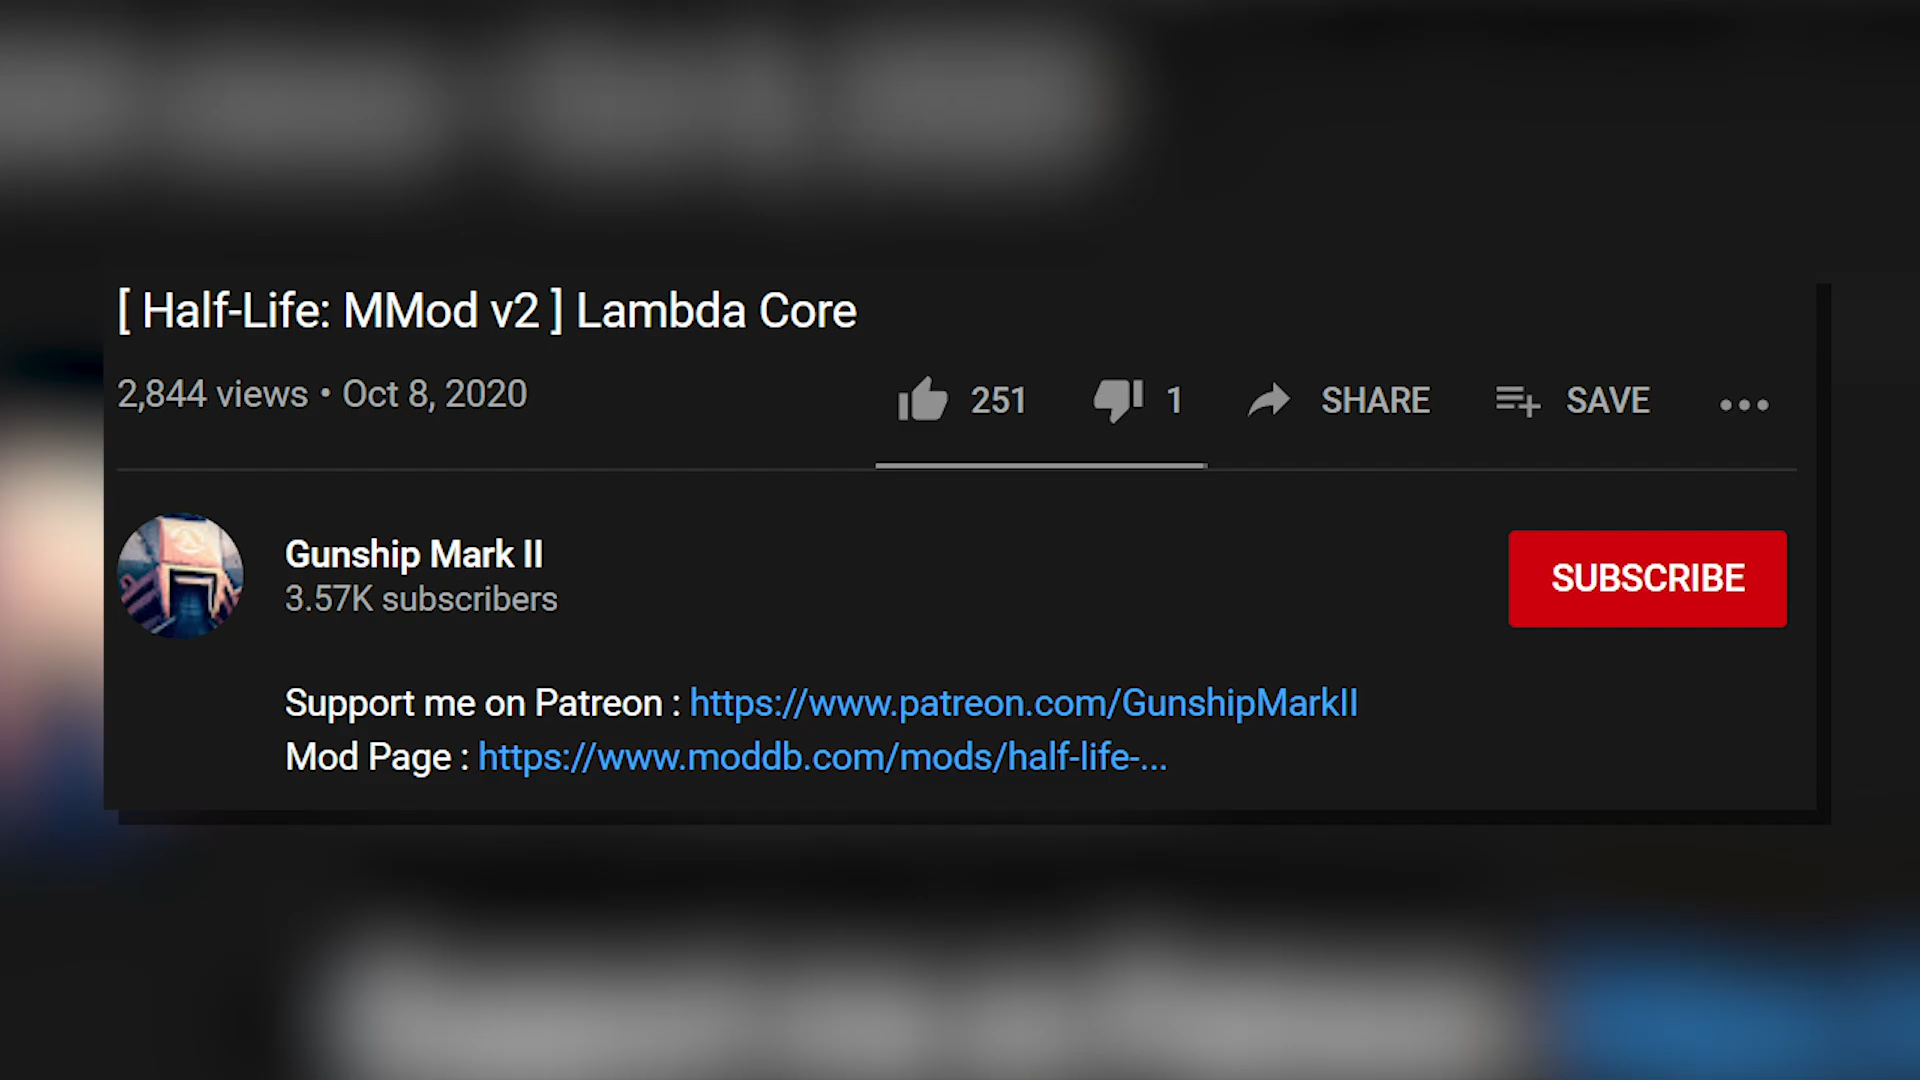 [ Half-Life: MMod v2 ] Lambda Core
2,844 views • Oct 8, 2020
251
1
SHARE
SAVE
Gunship Mark II
3.57K subscribers
SUBSCRIBE
Support me on Patreon : https://www.patreon.com/GunshipMarkII
Mod Page : https://www.moddb.com/mods/half-life-...